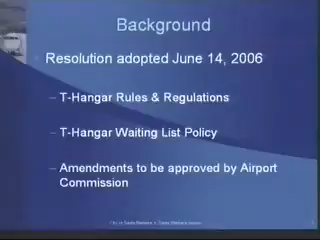 Background
Resolution adopted June 14, 2006
– T-Hangar Rules & Regulations
– T-Hangar Waiting List Policy
– Amendments to be approved by Airport
Commission